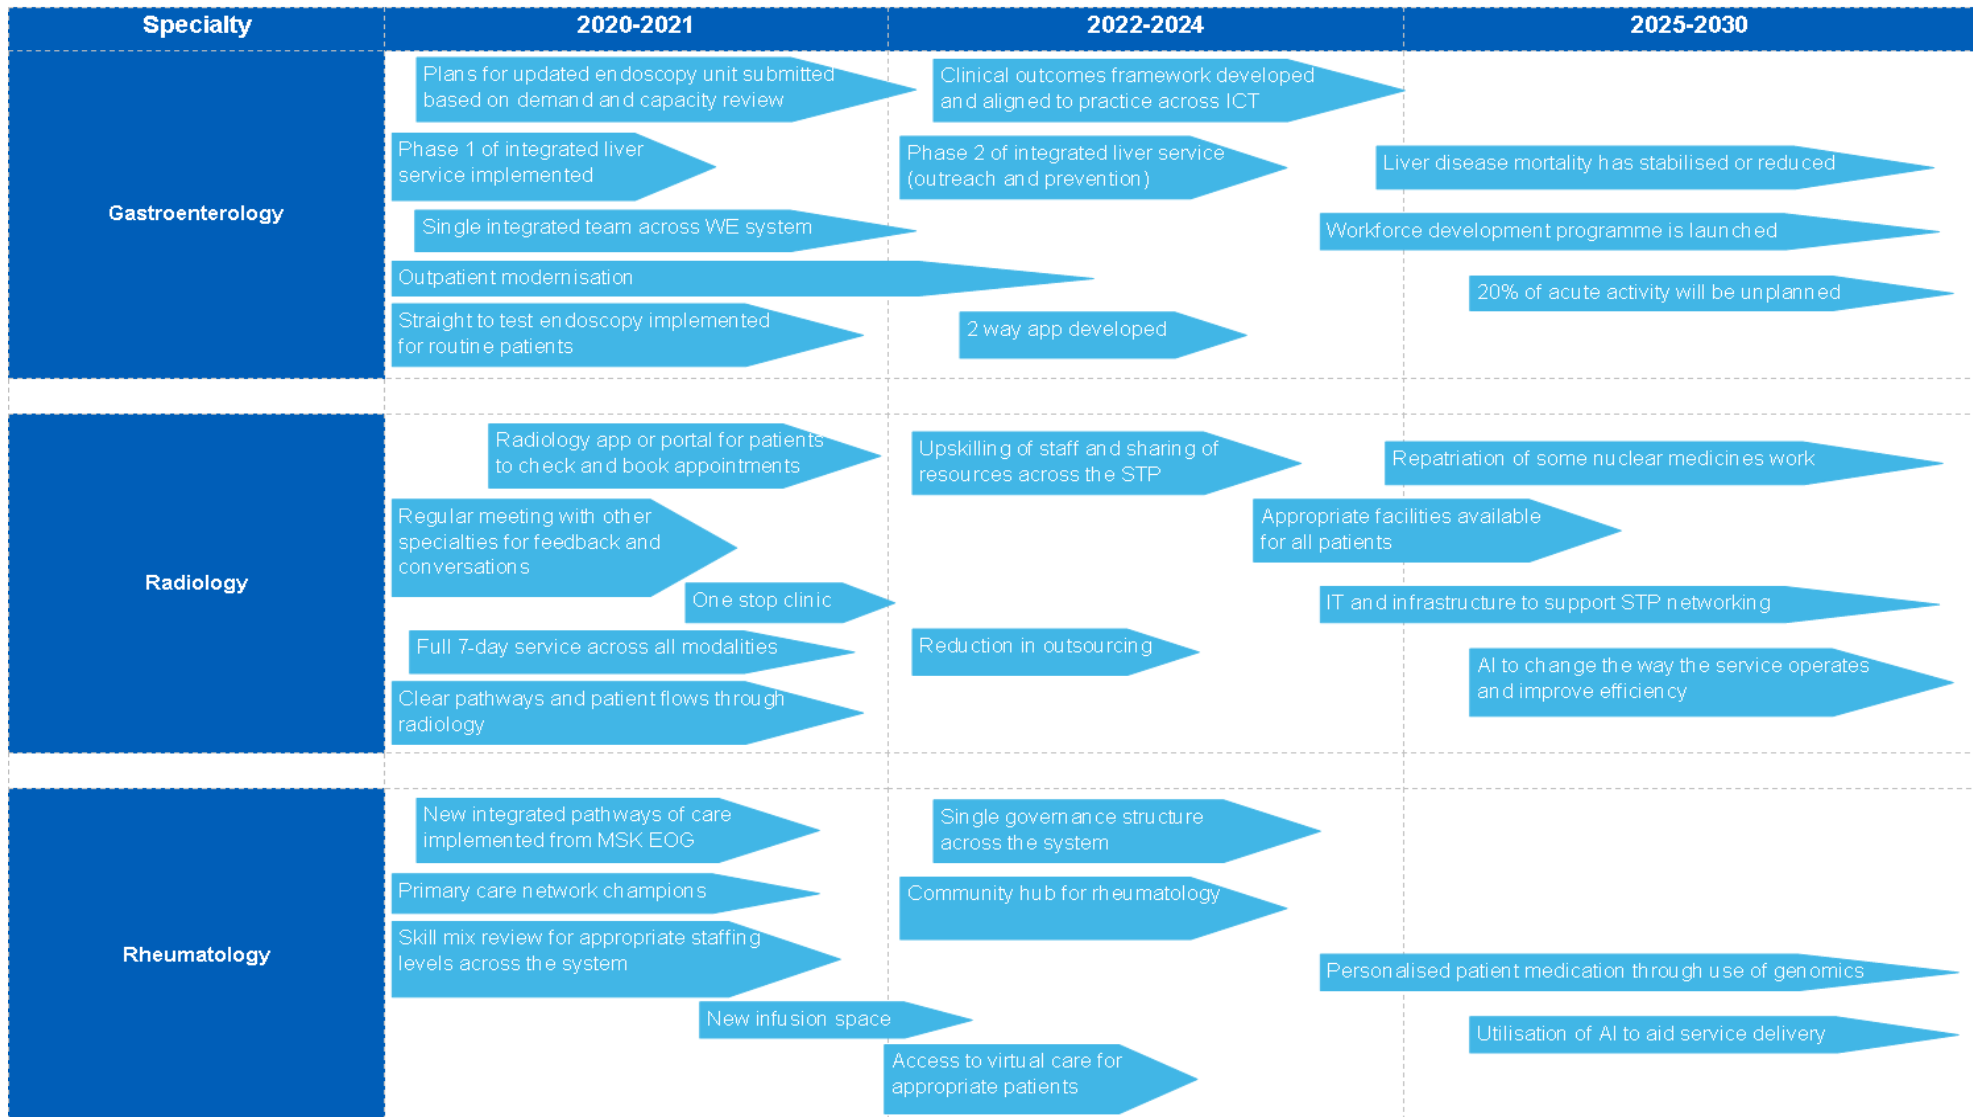 Specialty
2020-2021
2022-2024
2025-2030
Gastroenterology
Plans for updated endoscopy unit submitted
based on demand and capacity review
Clinical outcomes framework developed
and aligned to practice across ICT
Phase 1 of integrated liver
service implemented
Phase 2 of integrated liver service
(outreach and prevention)
Liver disease mortality has stabilised or reduced
Single integrated team across WE system
Workforce development programme is launched
Outpatient modernisation
20% of acute activity will be unplanned
Straight to test endoscopy implemented
for routine patients
2 way app developed
Radiology
Radiology app or portal for patients
to check and book appointments
Upskilling of staff and sharing of
resources across the STP
Repatriation of some nuclear medicines work
Regular meeting with other
specialties for feedback and
conversations
Appropriate facilities available
for all patients
One stop clinic
IT and infrastructure to support STP networking
Full 7-day service across all modalities
Reduction in outsourcing
AI to change the way the service operates
and improve efficiency
Clear pathways and patient flows through
radiology
Rheumatology
New integrated pathways of care
implemented from MSK EOG
Single governance structure
across the system
Primary care network champions
Community hub for rheumatology
Skill mix review for appropriate staffing
levels across the system
Personalised patient medication through use of genomics
New infusion space
Utilisation of AI to aid service delivery
Access to virtual care for
appropriate patients